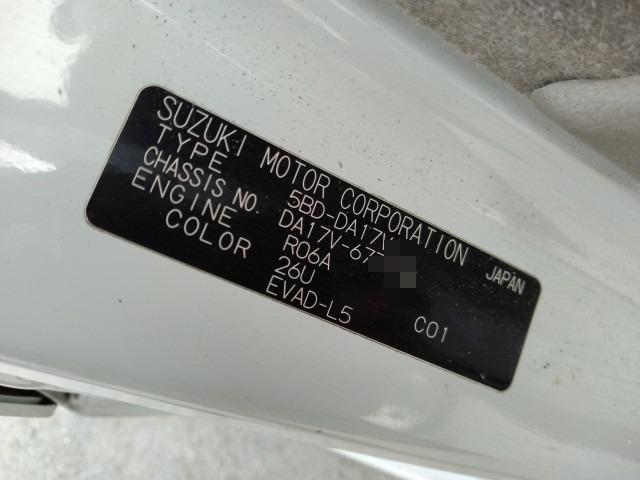 SUZUKI MOTOR CORPORATION JAPAN
TYPE 5BD-DA17V
CHASSIS NO. DA17V-67
ENGINE R06A
COLOR 26U
EVAD-L5 C01